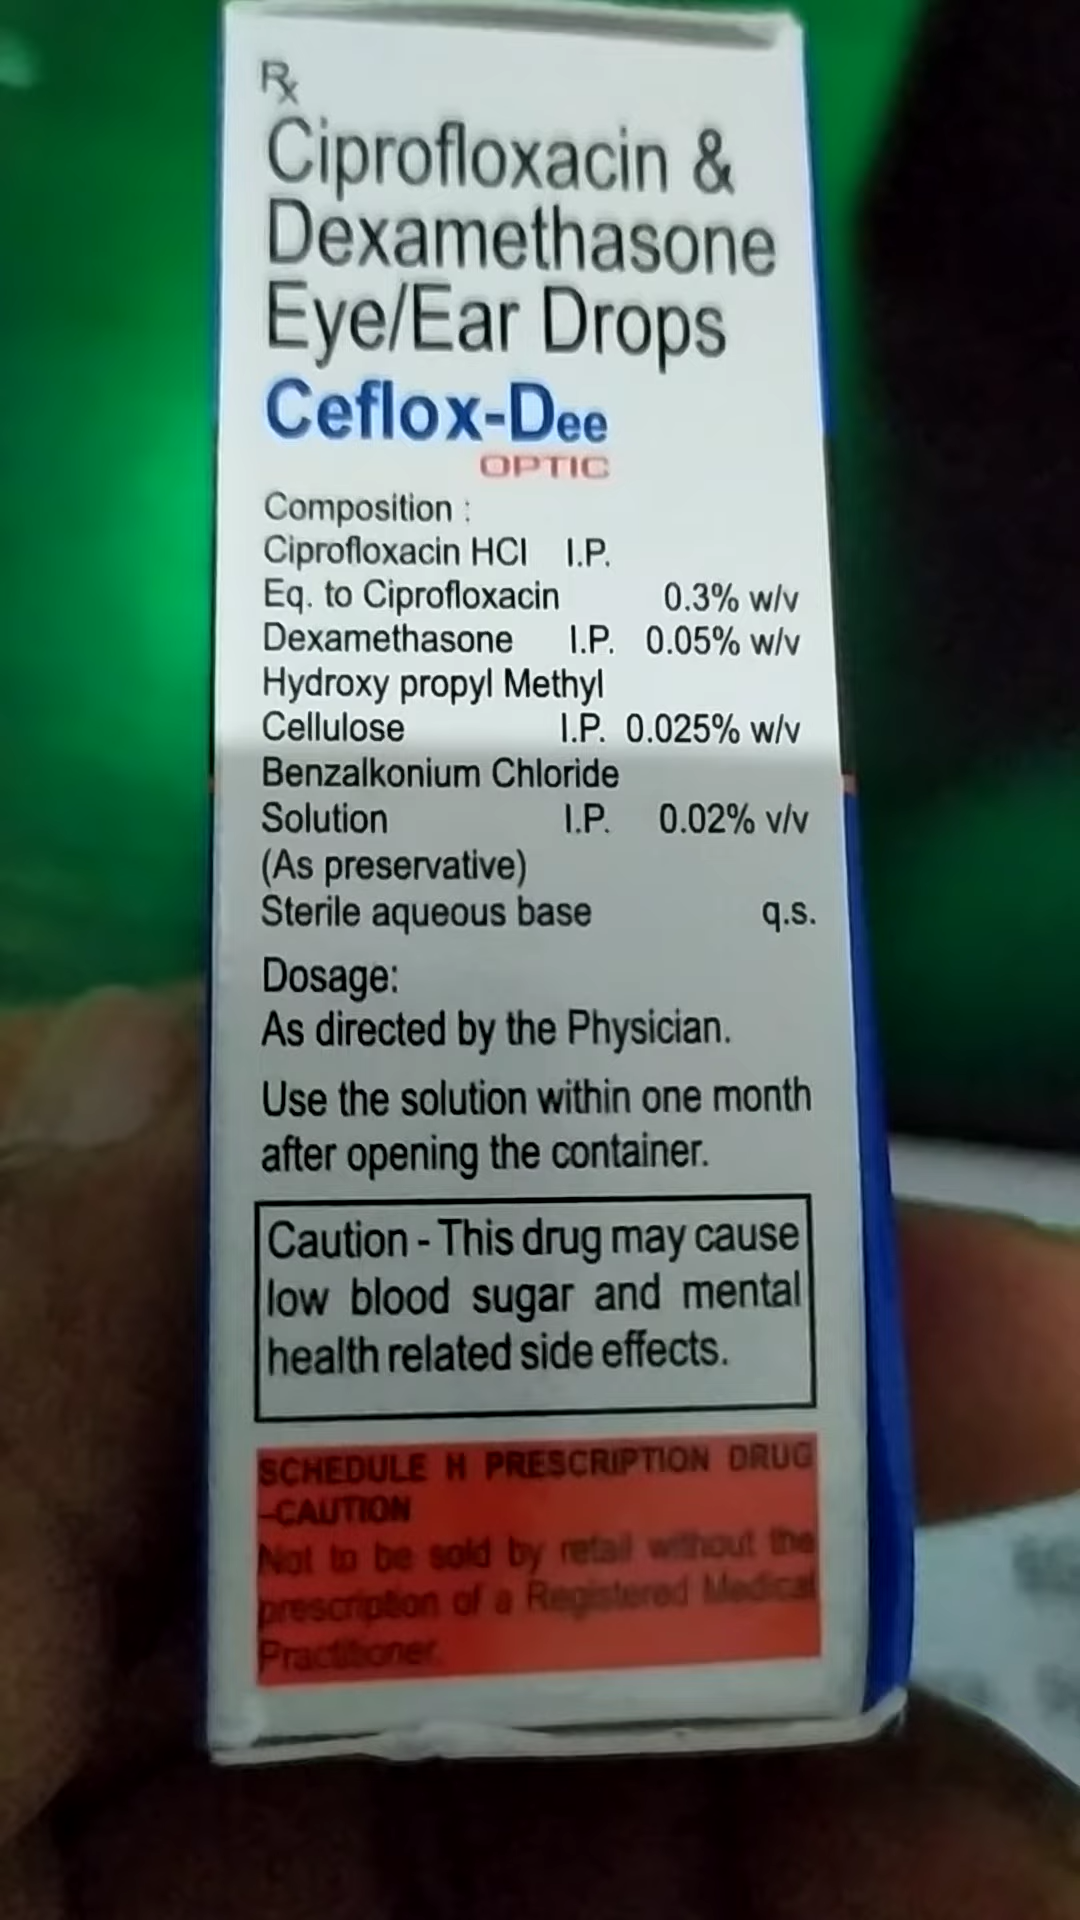 Rx
Ciprofloxacin &
Dexamethasone
Eye/Ear Drops
Ceflox-Dee
OPTIC
Composition :
Ciprofloxacin HCl I.P.
Eq. to Ciprofloxacin 0.3% w/v
Dexamethasone I.P. 0.05% w/v
Hydroxy propyl Methyl
Cellulose I.P. 0.025% w/v
Benzalkonium Chloride
Solution I.P. 0.02% v/v
(As preservative)
Sterile aqueous base q.s.
Dosage:
As directed by the Physician.
Use the solution within one month
after opening the container.
Caution - This drug may cause
low blood sugar and mental
health related side effects.
SCHEDULE H PRESCRIPTION DRUG
-CAUTION
Not to be sold by retail without the
prescription of a Registered Medical
Practitioner.